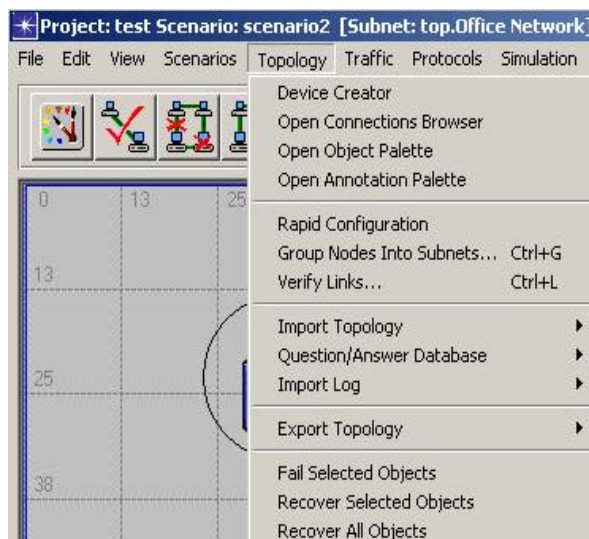 Project: test Scenario: scenario2 [Subnet: top.Office Network]
File Edit View Scenarios Topology Traffic Protocols Simulation
Device Creator
Open Connections Browser
Open Object Palette
Open Annotation Palette
Rapid Configuration
Group Nodes Into Subnets... Ctrl+G
Verify Links... Ctrl+L
Import Topology
Question/Answer Database
Import Log
Export Topology
Fail Selected Objects
Recover Selected Objects
Recover All Objects
0 13 25
13
25
38